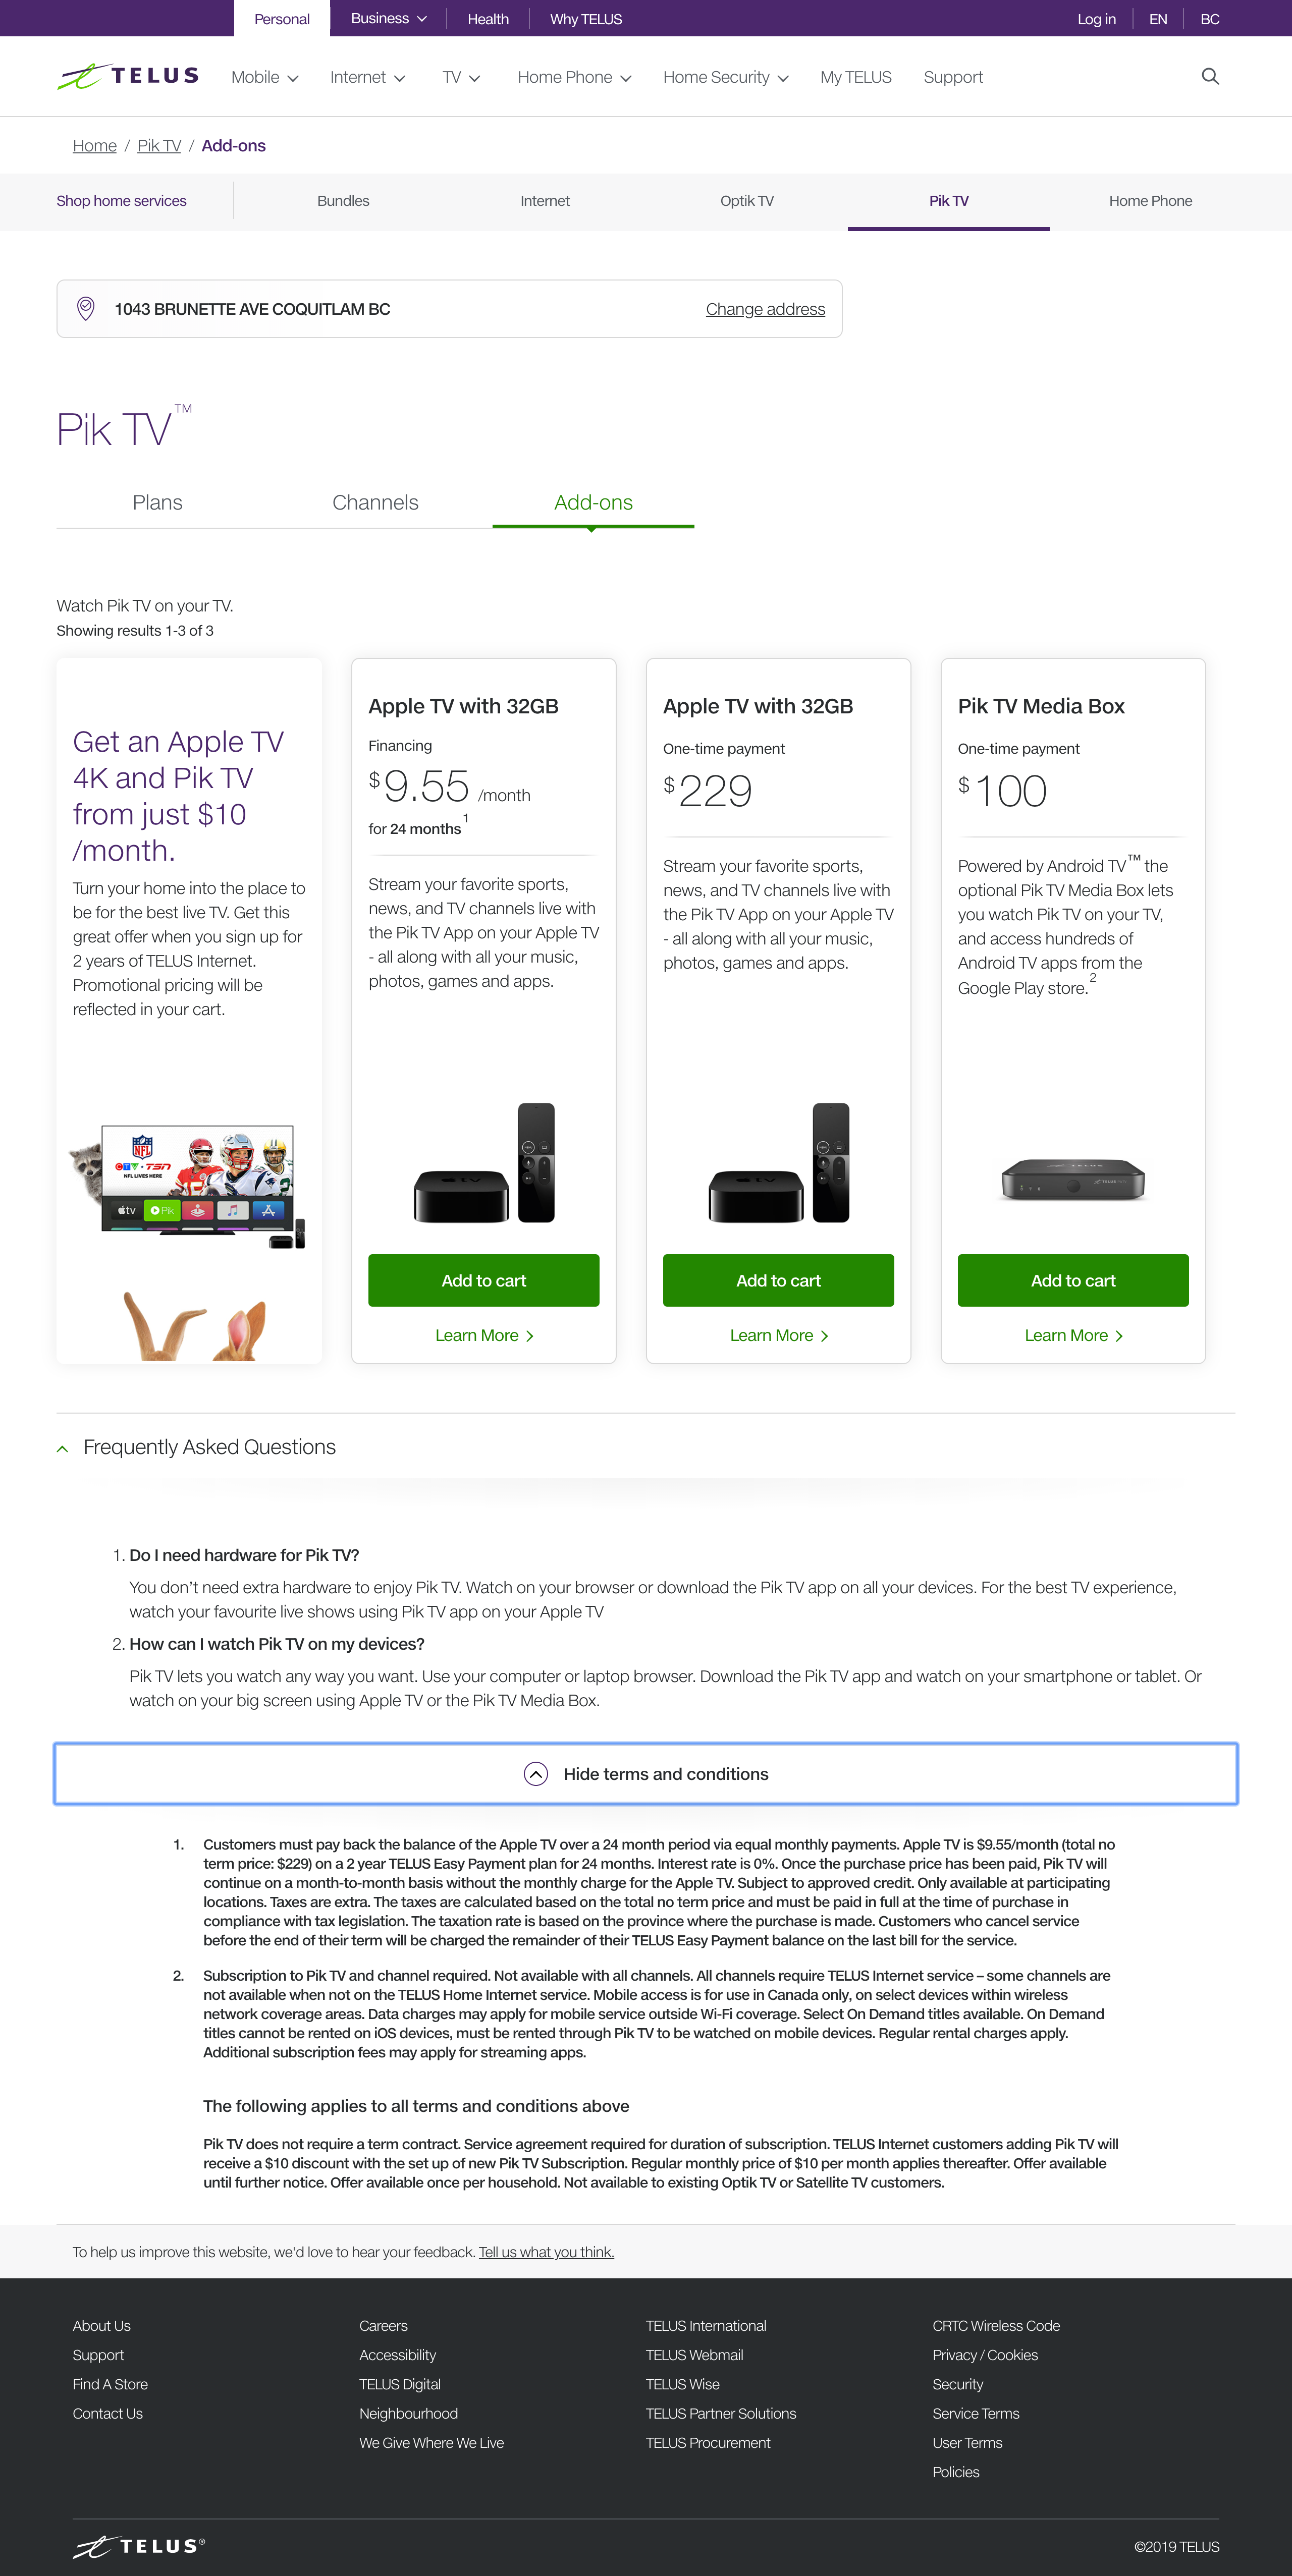 Personal
Business
Health
Why TELUS
Log in
EN
BC
TELUS
Mobile
Internet
TV
Home Phone
Home Security
My TELUS
Support
Home / Pik TV / Add-ons
Shop home services
Bundles
Internet
Optik TV
Pik TV
Home Phone
1043 BRUNETTE AVE COQUITLAM BC
Change address
Pik TV™
Plans
Channels
Add-ons
Watch Pik TV on your TV.
Showing results 1-3 of 3
Get an Apple TV
4K and Pik TV
from just $10
/month.
Turn your home into the place to
be for the best live TV. Get this
great offer when you sign up for
2 years of TELUS Internet.
Promotional pricing will be
reflected in your cart.
NFL
CTV·TSN
NFL LIVES HERE
tv
Pik
Apple TV with 32GB
Financing
$9.55 /month
for 24 months1
Stream your favorite sports,
news, and TV channels live with
the Pik TV App on your Apple TV
- all along with all your music,
photos, games and apps.
tv
Add to cart
Learn More
Apple TV with 32GB
One-time payment
$229
Stream your favorite sports,
news, and TV channels live with
the Pik TV App on your Apple TV
- all along with all your music,
photos, games and apps.
tv
Add to cart
Learn More
Pik TV Media Box
One-time payment
$100
Powered by Android TV™ the
optional Pik TV Media Box lets
you watch Pik TV on your TV,
and access hundreds of
Android TV apps from the
Google Play store.2
TELUS
Add to cart
Learn More
Frequently Asked Questions
1. Do I need hardware for Pik TV?
You don’t need extra hardware to enjoy Pik TV. Watch on your browser or download the Pik TV app on all your devices. For the best TV experience,
watch your favourite live shows using Pik TV app on your Apple TV
2. How can I watch Pik TV on my devices?
Pik TV lets you watch any way you want. Use your computer or laptop browser. Download the Pik TV app and watch on your smartphone or tablet. Or
watch on your big screen using Apple TV or the Pik TV Media Box.
Hide terms and conditions
1. Customers must pay back the balance of the Apple TV over a 24 month period via equal monthly payments. Apple TV is $9.55/month (total no
term price: $229) on a 2 year TELUS Easy Payment plan for 24 months. Interest rate is 0%. Once the purchase price has been paid, Pik TV will
continue on a month-to-month basis without the monthly charge for the Apple TV. Subject to approved credit. Only available at participating
locations. Taxes are extra. The taxes are calculated based on the total no term price and must be paid in full at the time of purchase in
compliance with tax legislation. The taxation rate is based on the province where the purchase is made. Customers who cancel service
before the end of their term will be charged the remainder of their TELUS Easy Payment balance on the last bill for the service.
2. Subscription to Pik TV and channel required. Not available with all channels. All channels require TELUS Internet service – some channels are
not available when not on the TELUS Home Internet service. Mobile access is for use in Canada only, on select devices within wireless
network coverage areas. Data charges may apply for mobile service outside Wi-Fi coverage. Select On Demand titles available. On Demand
titles cannot be rented on iOS devices, must be rented through Pik TV to be watched on mobile devices. Regular rental charges apply.
Additional subscription fees may apply for streaming apps.
The following applies to all terms and conditions above
Pik TV does not require a term contract. Service agreement required for duration of subscription. TELUS Internet customers adding Pik TV will
receive a $10 discount with the set up of new Pik TV Subscription. Regular monthly price of $10 per month applies thereafter. Offer available
until further notice. Offer available once per household. Not available to existing Optik TV or Satellite TV customers.
To help us improve this website, we'd love to hear your feedback. Tell us what you think.
About Us
Support
Find A Store
Contact Us
Careers
Accessibility
TELUS Digital
Neighbourhood
We Give Where We Live
TELUS International
TELUS Webmail
TELUS Wise
TELUS Partner Solutions
TELUS Procurement
CRTC Wireless Code
Privacy / Cookies
Security
Service Terms
User Terms
Policies
TELUS®
©2019 TELUS